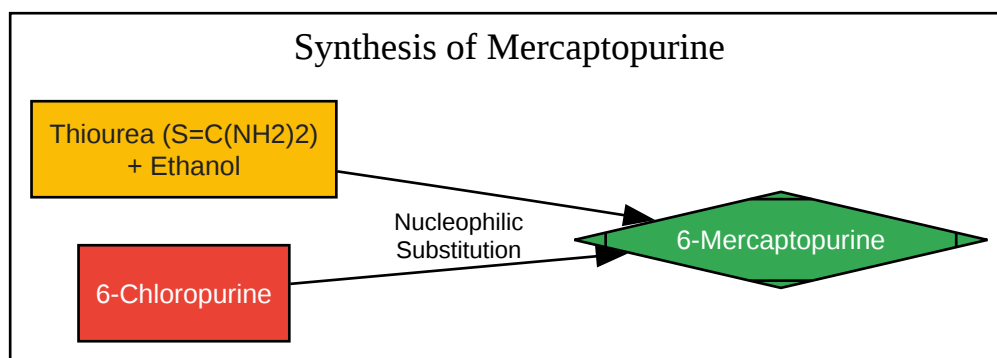 Synthesis of Mercaptopurine
Thiourea (S=C(NH2)2)
+ Ethanol
Nucleophilic
Substitution
6-Mercaptopurine
6-Chloropurine